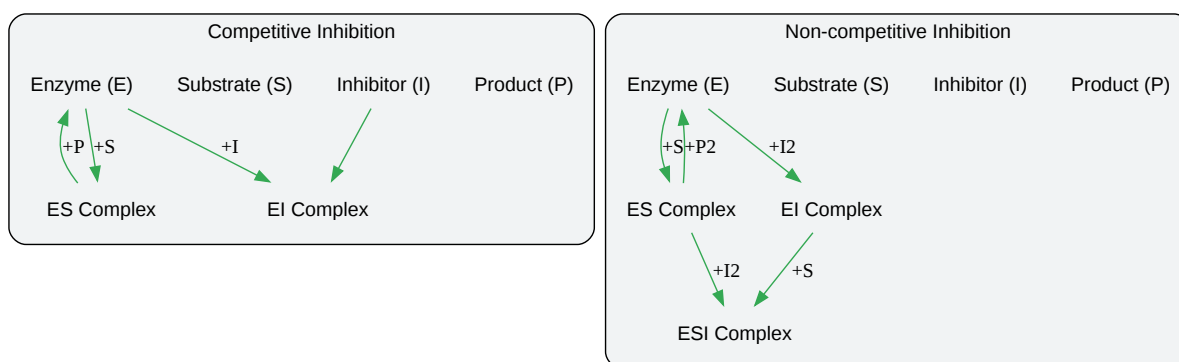 Competitive Inhibition
Enzyme (E) Substrate (S) Inhibitor (I) Product (P)
+P +S +I
ES Complex EI Complex
Non-competitive Inhibition
Enzyme (E) Substrate (S) Inhibitor (I) Product (P)
+S +P2 +I2
ES Complex EI Complex
+I2 +S
ESI Complex